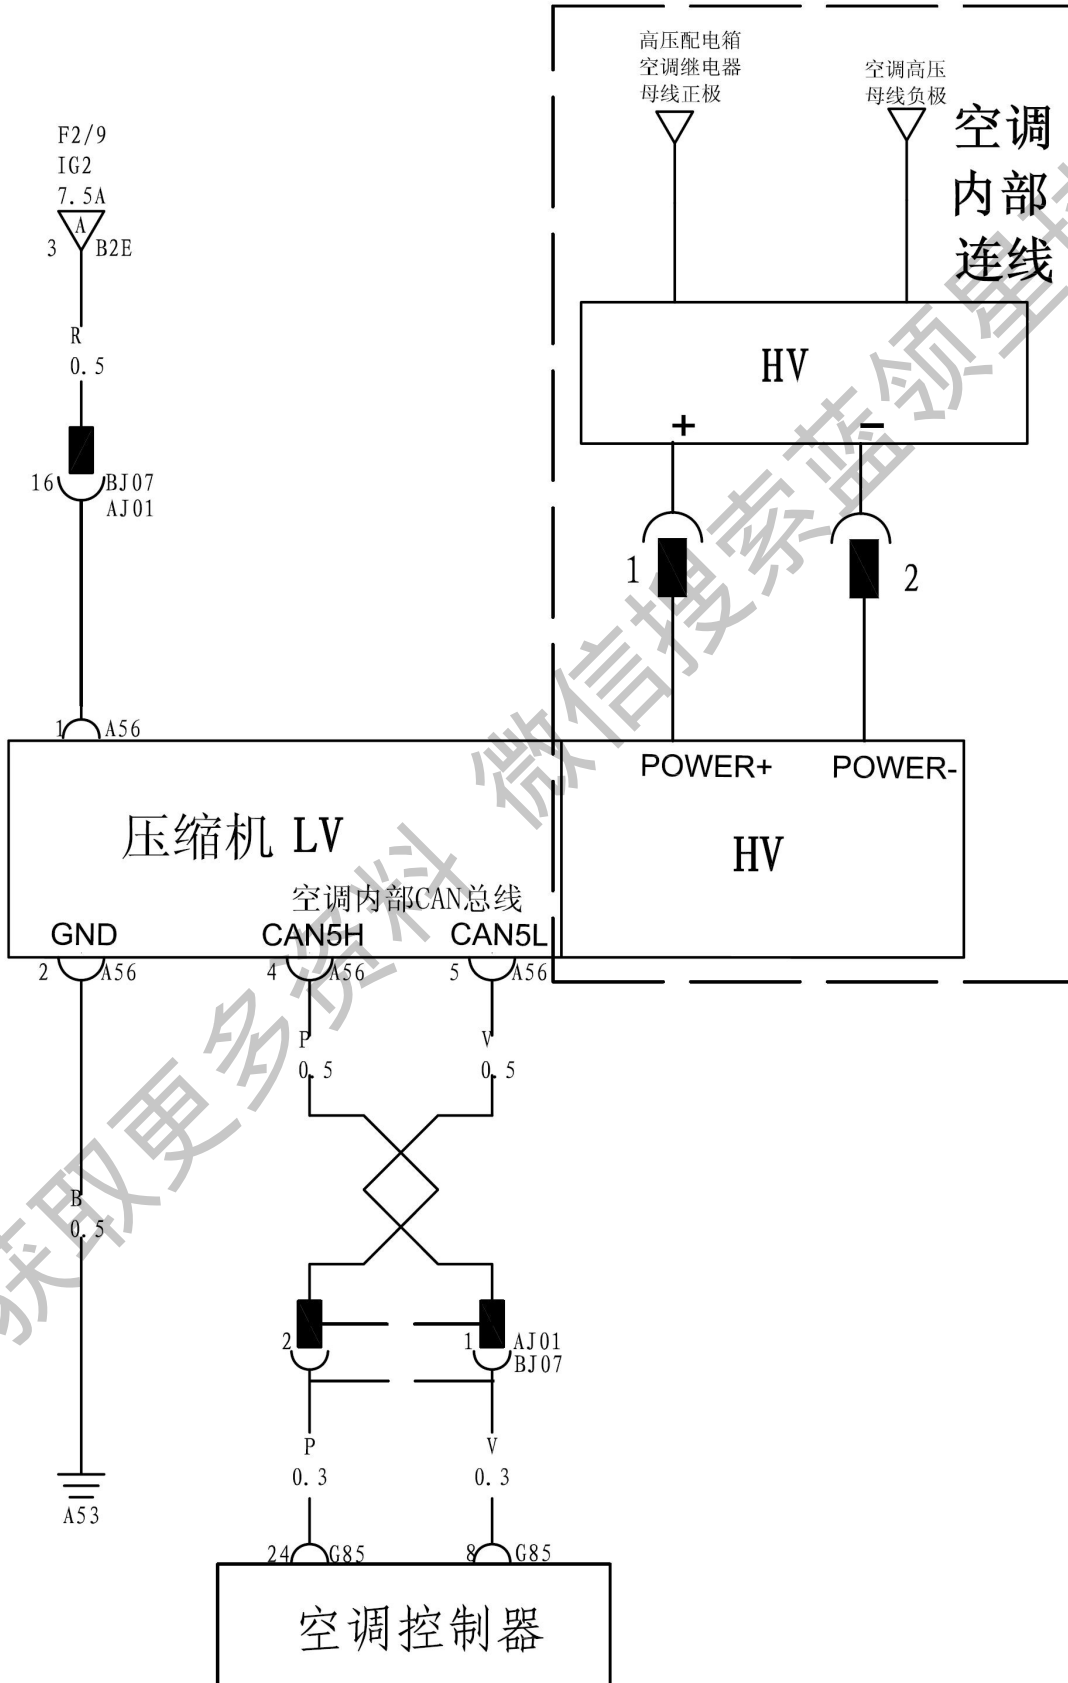 高压配电箱
空调继电器
母线正极
空调高压
母线负极
空调
内部
连线
F2/9
IG2
7.5A
A
3 B2E
R
0.5
HV
+ −
16 BJ07
AJ01
1 2
1 A56
POWER+ POWER-
压缩机 LV
HV
空调内部CAN总线
GND CAN5H CAN5L
2 A56 4 A56 5 A56
P V
0.5 0.5
B
0.5
2 1 AJ01
BJ07
P V
0.3 0.3
A53
24 G85 8 G85
空调控制器
获取更多资料 微信搜索蓝领星球